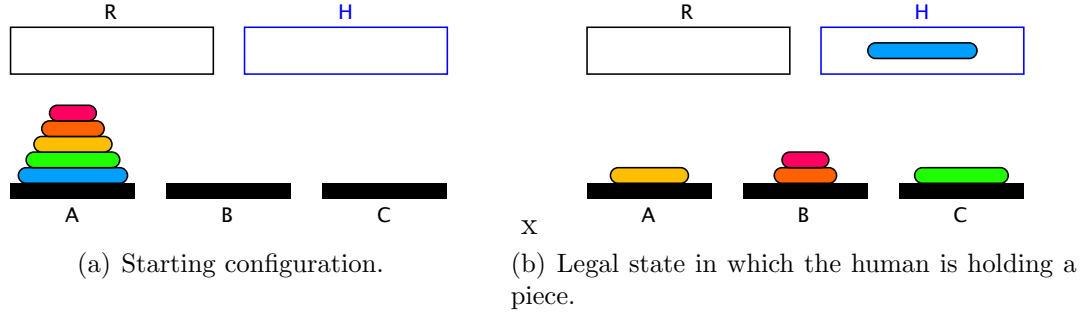 R H R H
A B C A B C
x
(a) Starting configuration.
(b) Legal state in which the human is holding a
piece.